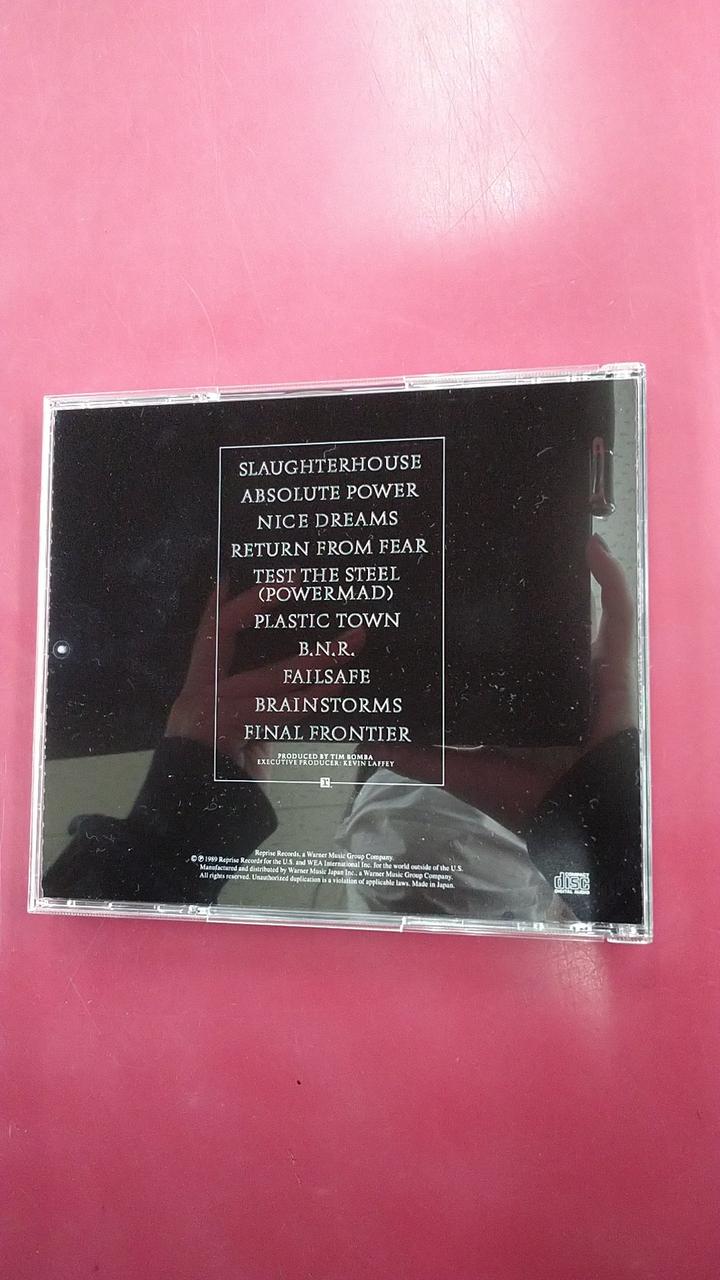 SLAUGHTERHOUSE
ABSOLUTE POWER
NICE DREAMS
RETURN FROM FEAR
TEST THE STEEL
(POWERMAD)
PLASTIC TOWN
B.N.R.
FAILSAFE
BRAINSTORMS
FINAL FRONTIER
PRODUCED BY TIM BOMBA
EXECUTIVE PRODUCER: KEVIN LAFFEY
r
Reprise Records, a Warner Music Group Company.
©℗1989 Reprise Records for the U.S. and WEA International Inc. for the world outside of the U.S.
Manufactured and distributed by Warner Music Japan Inc., a Warner Music Group Company.
All rights reserved. Unauthorized duplication is a violation of applicable laws. Made in Japan.
COMPACT
disc
DIGITAL AUDIO